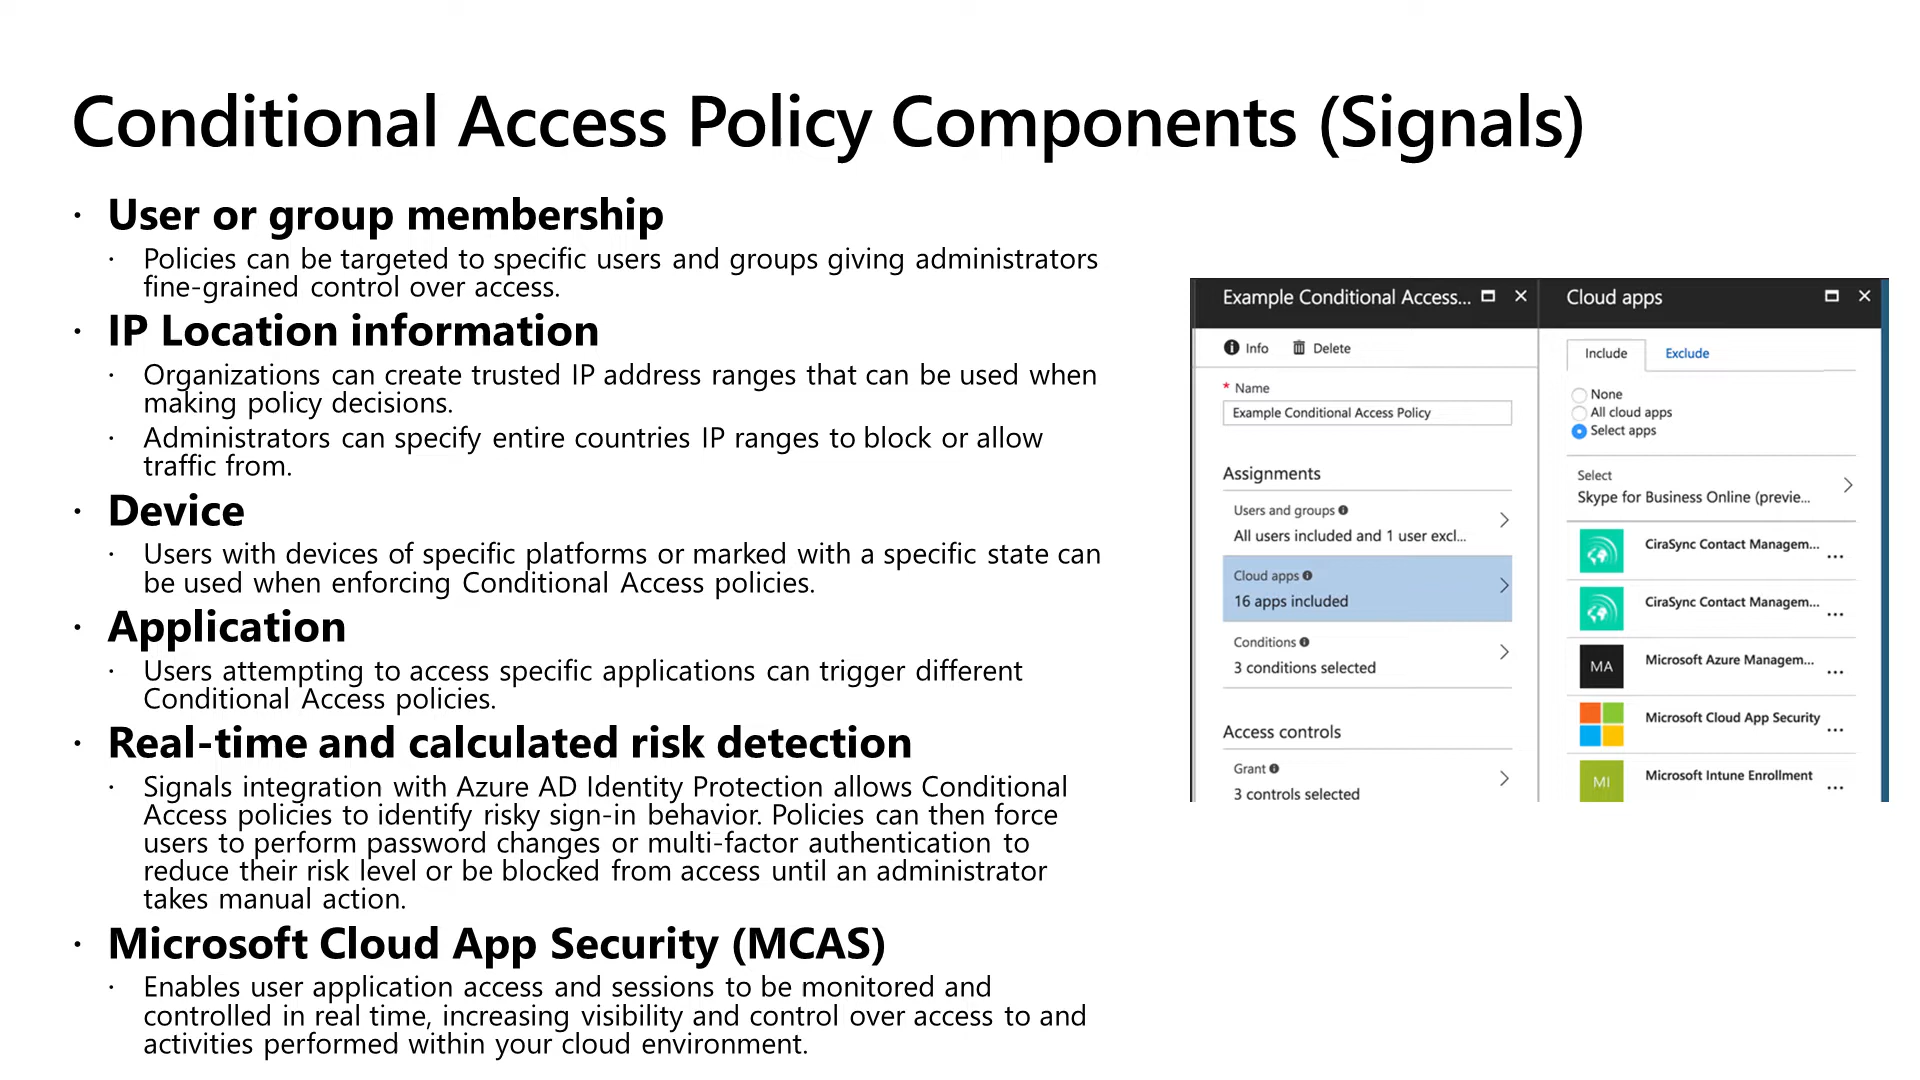 Conditional Access Policy Components (Signals)
· User or group membership
· Policies can be targeted to specific users and groups giving administrators
fine-grained control over access.
· IP Location information
· Organizations can create trusted IP address ranges that can be used when
making policy decisions.
· Administrators can specify entire countries IP ranges to block or allow
traffic from.
· Device
· Users with devices of specific platforms or marked with a specific state can
be used when enforcing Conditional Access policies.
· Application
· Users attempting to access specific applications can trigger different
Conditional Access policies.
· Real-time and calculated risk detection
· Signals integration with Azure AD Identity Protection allows Conditional
Access policies to identify risky sign-in behavior. Policies can then force
users to perform password changes or multi-factor authentication to
reduce their risk level or be blocked from access until an administrator
takes manual action.
· Microsoft Cloud App Security (MCAS)
· Enables user application access and sessions to be monitored and
controlled in real time, increasing visibility and control over access to and
activities performed within your cloud environment.
Example Conditional Access...
Info Delete
* Name
Example Conditional Access Policy
Assignments
Users and groups
All users included and 1 user excl...
Cloud apps
16 apps included
Conditions
3 conditions selected
Access controls
Grant
3 controls selected
Cloud apps
Include Exclude
None
All cloud apps
Select apps
Select
Skype for Business Online (previe...
CiraSync Contact Managem... ...
CiraSync Contact Managem... ...
MA Microsoft Azure Managem... ...
Microsoft Cloud App Security ...
MI Microsoft Intune Enrollment ...